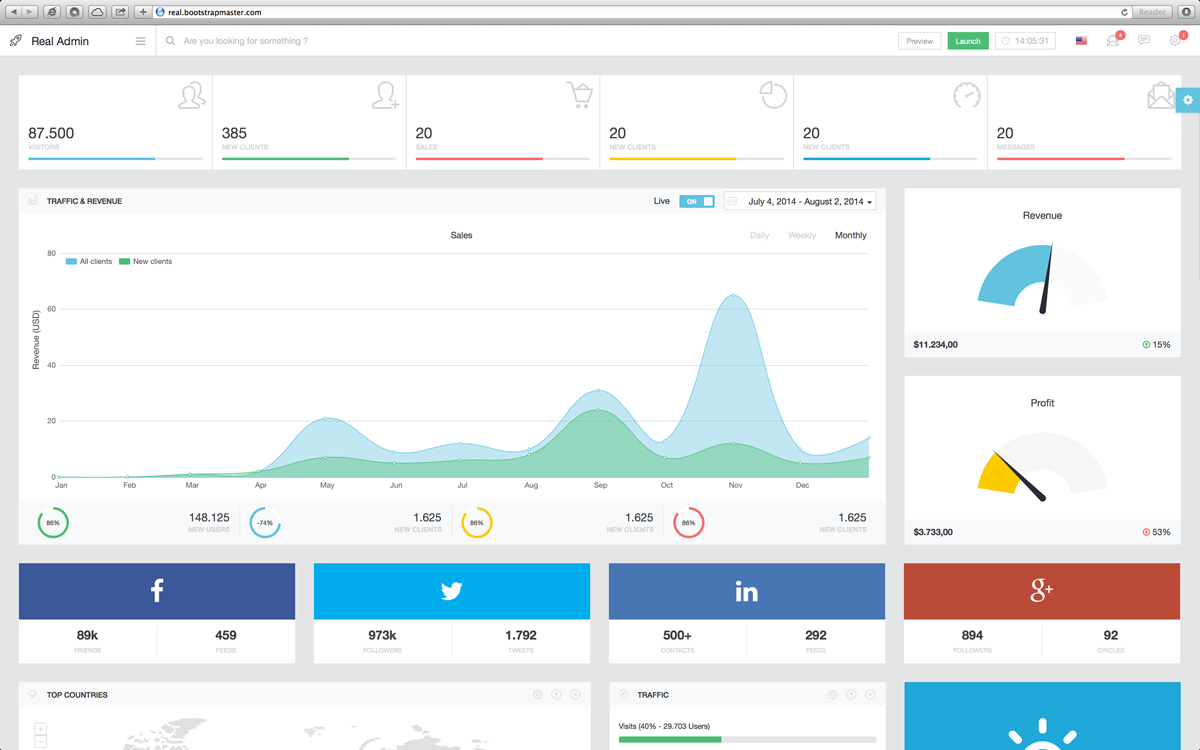 real.bootstrapmaster.com
Reader
Real Admin
Are you looking for something ?
Preview
Launch
14:05:31
4
!
87.500
VISITORS
385
NEW CLIENTS
20
SALES
20
NEW CLIENTS
20
NEW CLIENTS
20
MESSAGES
TRAFFIC & REVENUE
Live
ON
July 4, 2014 - August 2, 2014
Sales
Daily
Weekly
Monthly
All clients
New clients
Revenue (USD)
80
60
40
20
0
Jan
Feb
Mar
Apr
May
Jun
Jul
Aug
Sep
Oct
Nov
Dec
86%
148.125
NEW USERS
-74%
1.625
NEW CLIENTS
86%
1.625
NEW CLIENTS
86%
1.625
NEW CLIENTS
Revenue
$11.234,00
15%
Profit
$3.733,00
53%
f
89k
FRIENDS
459
FEEDS
973k
FOLLOWERS
1.792
TWEETS
in
500+
CONTACTS
292
FEEDS
g+
894
FOLLOWERS
92
CIRCLES
TOP COUNTRIES
+
−
TRAFFIC
Visits (40% - 29.703 Users)